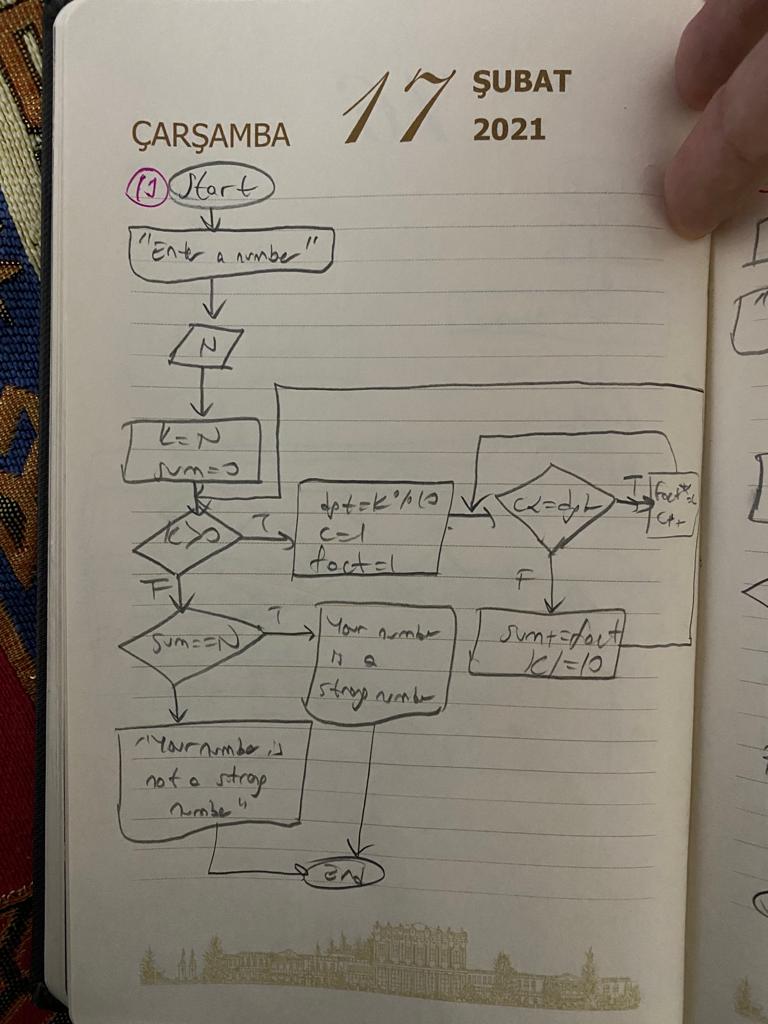 ÇARŞAMBA
17
ŞUBAT
2021
Start
"Enter a number"
N
k=N
sum=0
k>0
T
F
dgt=k%10
c=1
fact=1
c<=dgt
T
F
fact*=c
c++
sum+=fact
k/=10
sum==N
T
Your number
is a
strong number
"Your number is
not a strong
number"
End